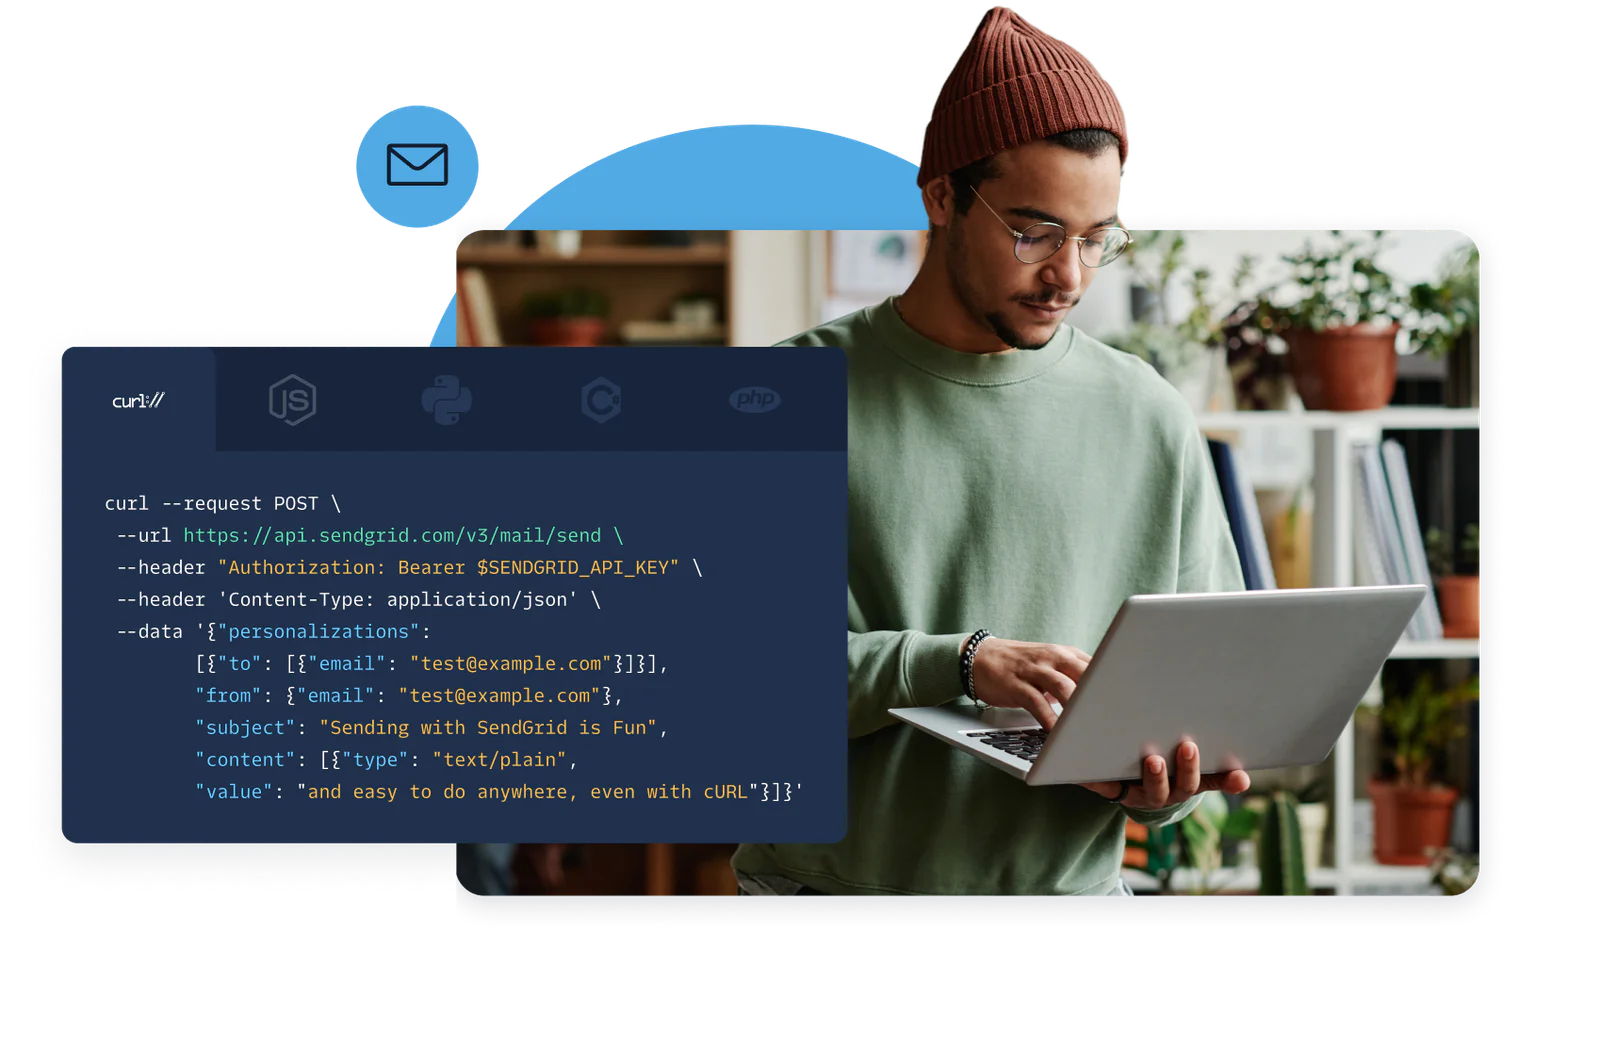 curl://
JS
C#
php
curl --request POST \
--url https://api.sendgrid.com/v3/mail/send \
--header "Authorization: Bearer $SENDGRID_API_KEY" \
--header 'Content-Type: application/json' \
--data '{"personalizations":
[{"to": [{"email": "test@example.com"}]}],
"from": {"email": "test@example.com"},
"subject": "Sending with SendGrid is Fun",
"content": [{"type": "text/plain",
"value": "and easy to do anywhere, even with cURL"}]}'